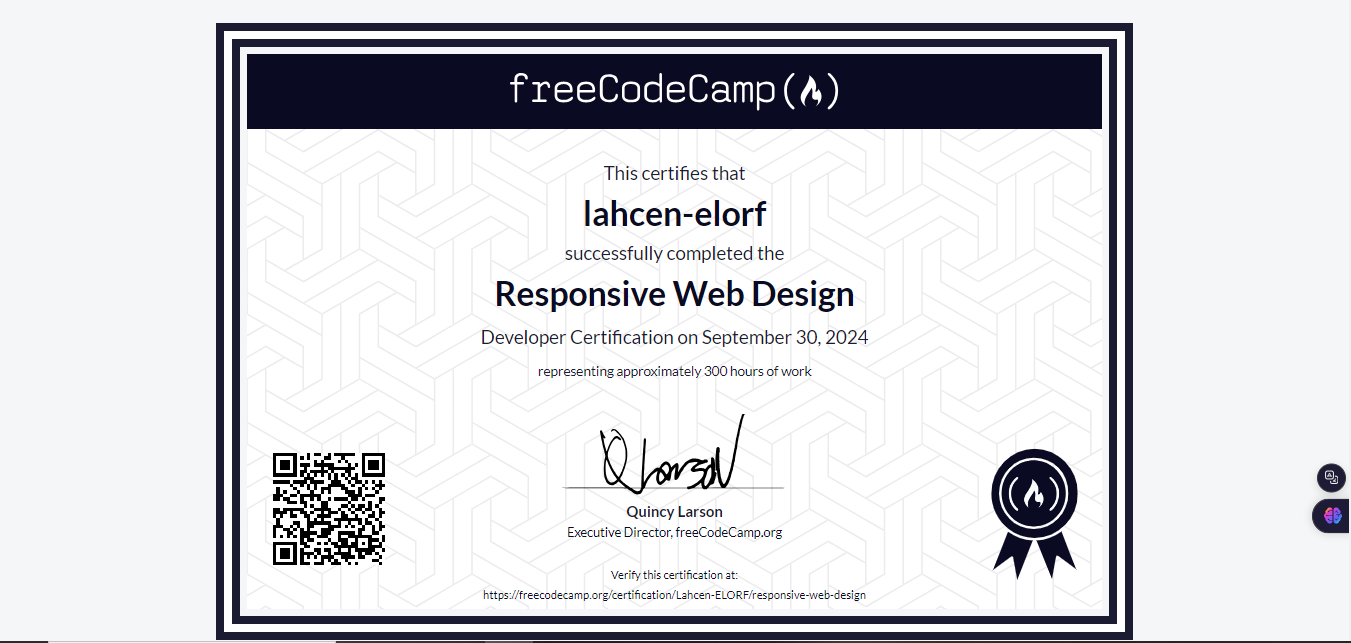 freeCodeCamp
This certifies that
lahcen-elorf
successfully completed the
Responsive Web Design
Developer Certification on September 30, 2024
representing approximately 300 hours of work
QLarson
Quincy Larson
Executive Director, freeCodeCamp.org
Verify this certification at:
https://freecodecamp.org/certification/Lahcen-ELORF/responsive-web-design